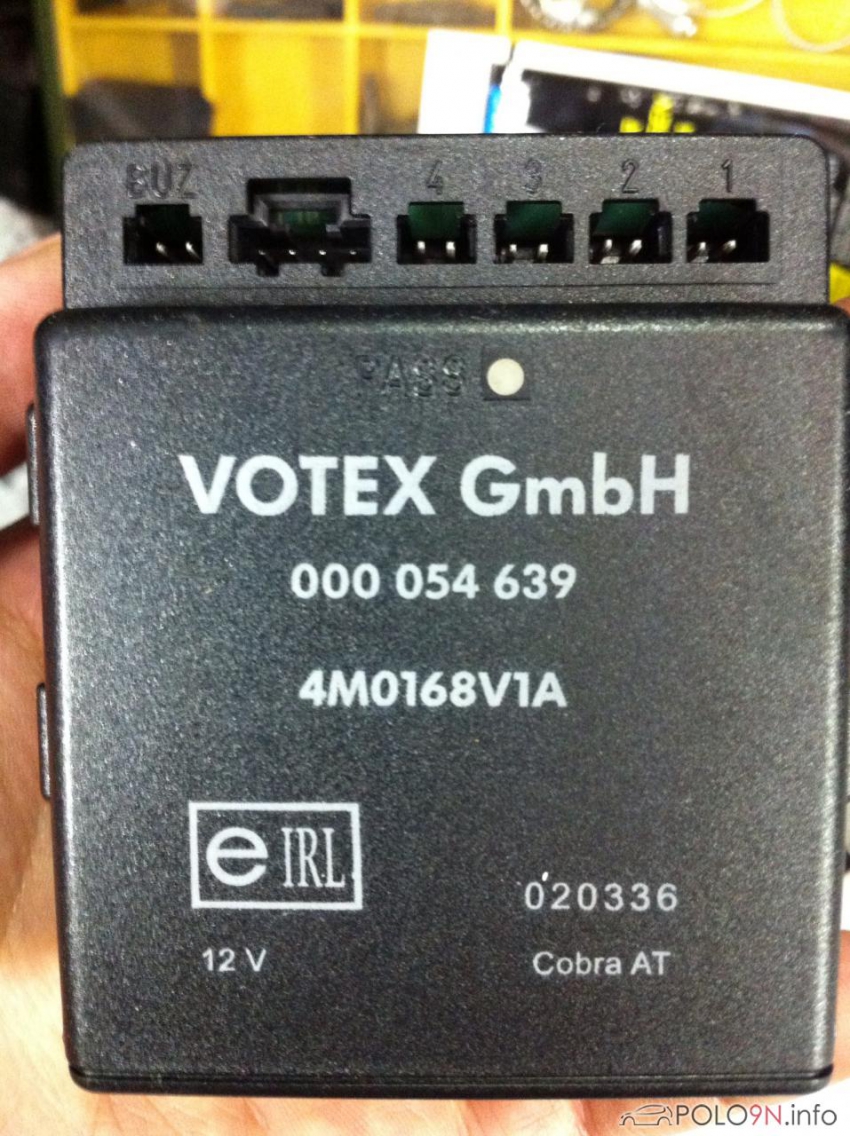 BUZ 4 3 2 1
PASS
VOTEX GmbH
000 054 639
4M0168V1A
e IRL
020336
12 V
Cobra AT
POLO9N.info